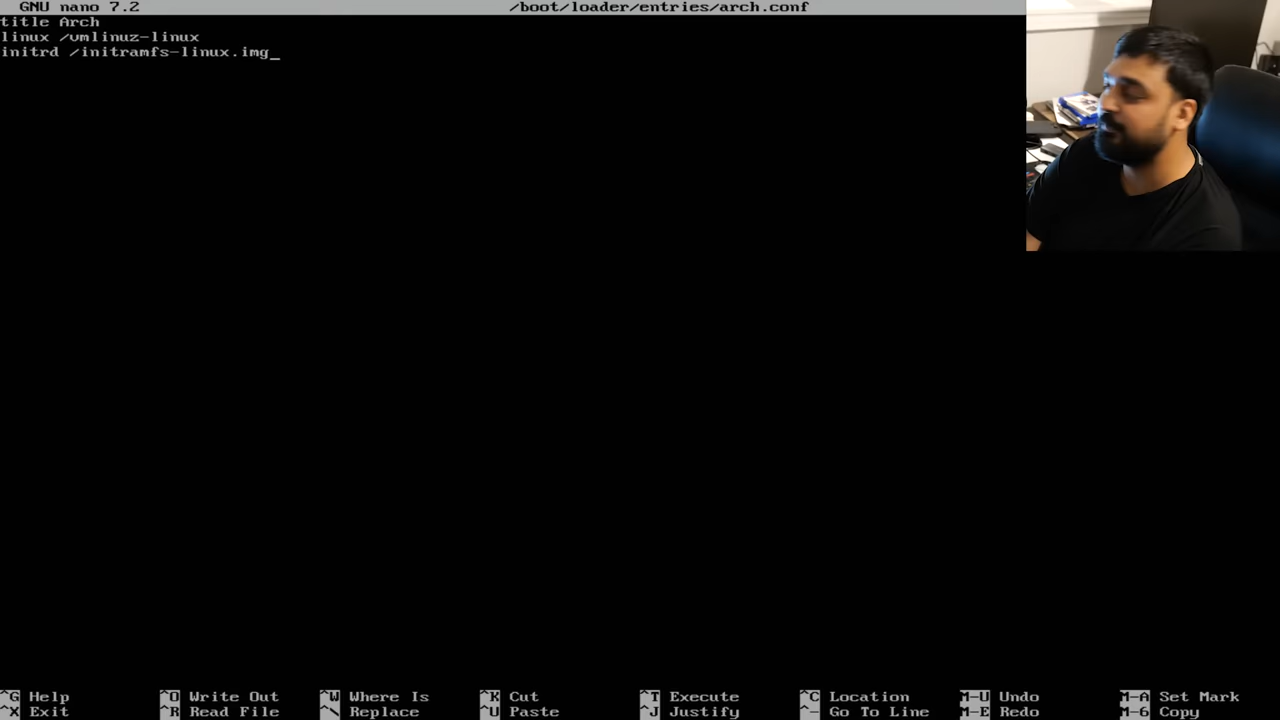 GNU nano 7.2 /boot/loader/entries/arch.conf
title Arch
linux /vmlinuz-linux
initrd /initramfs-linux.img_
^G Help ^O Write Out ^W Where Is ^K Cut ^T Execute ^C Location M-U Undo M-A Set Mark
^X Exit ^R Read File ^\ Replace ^U Paste ^J Justify ^- Go To Line M-E Redo M-6 Copy